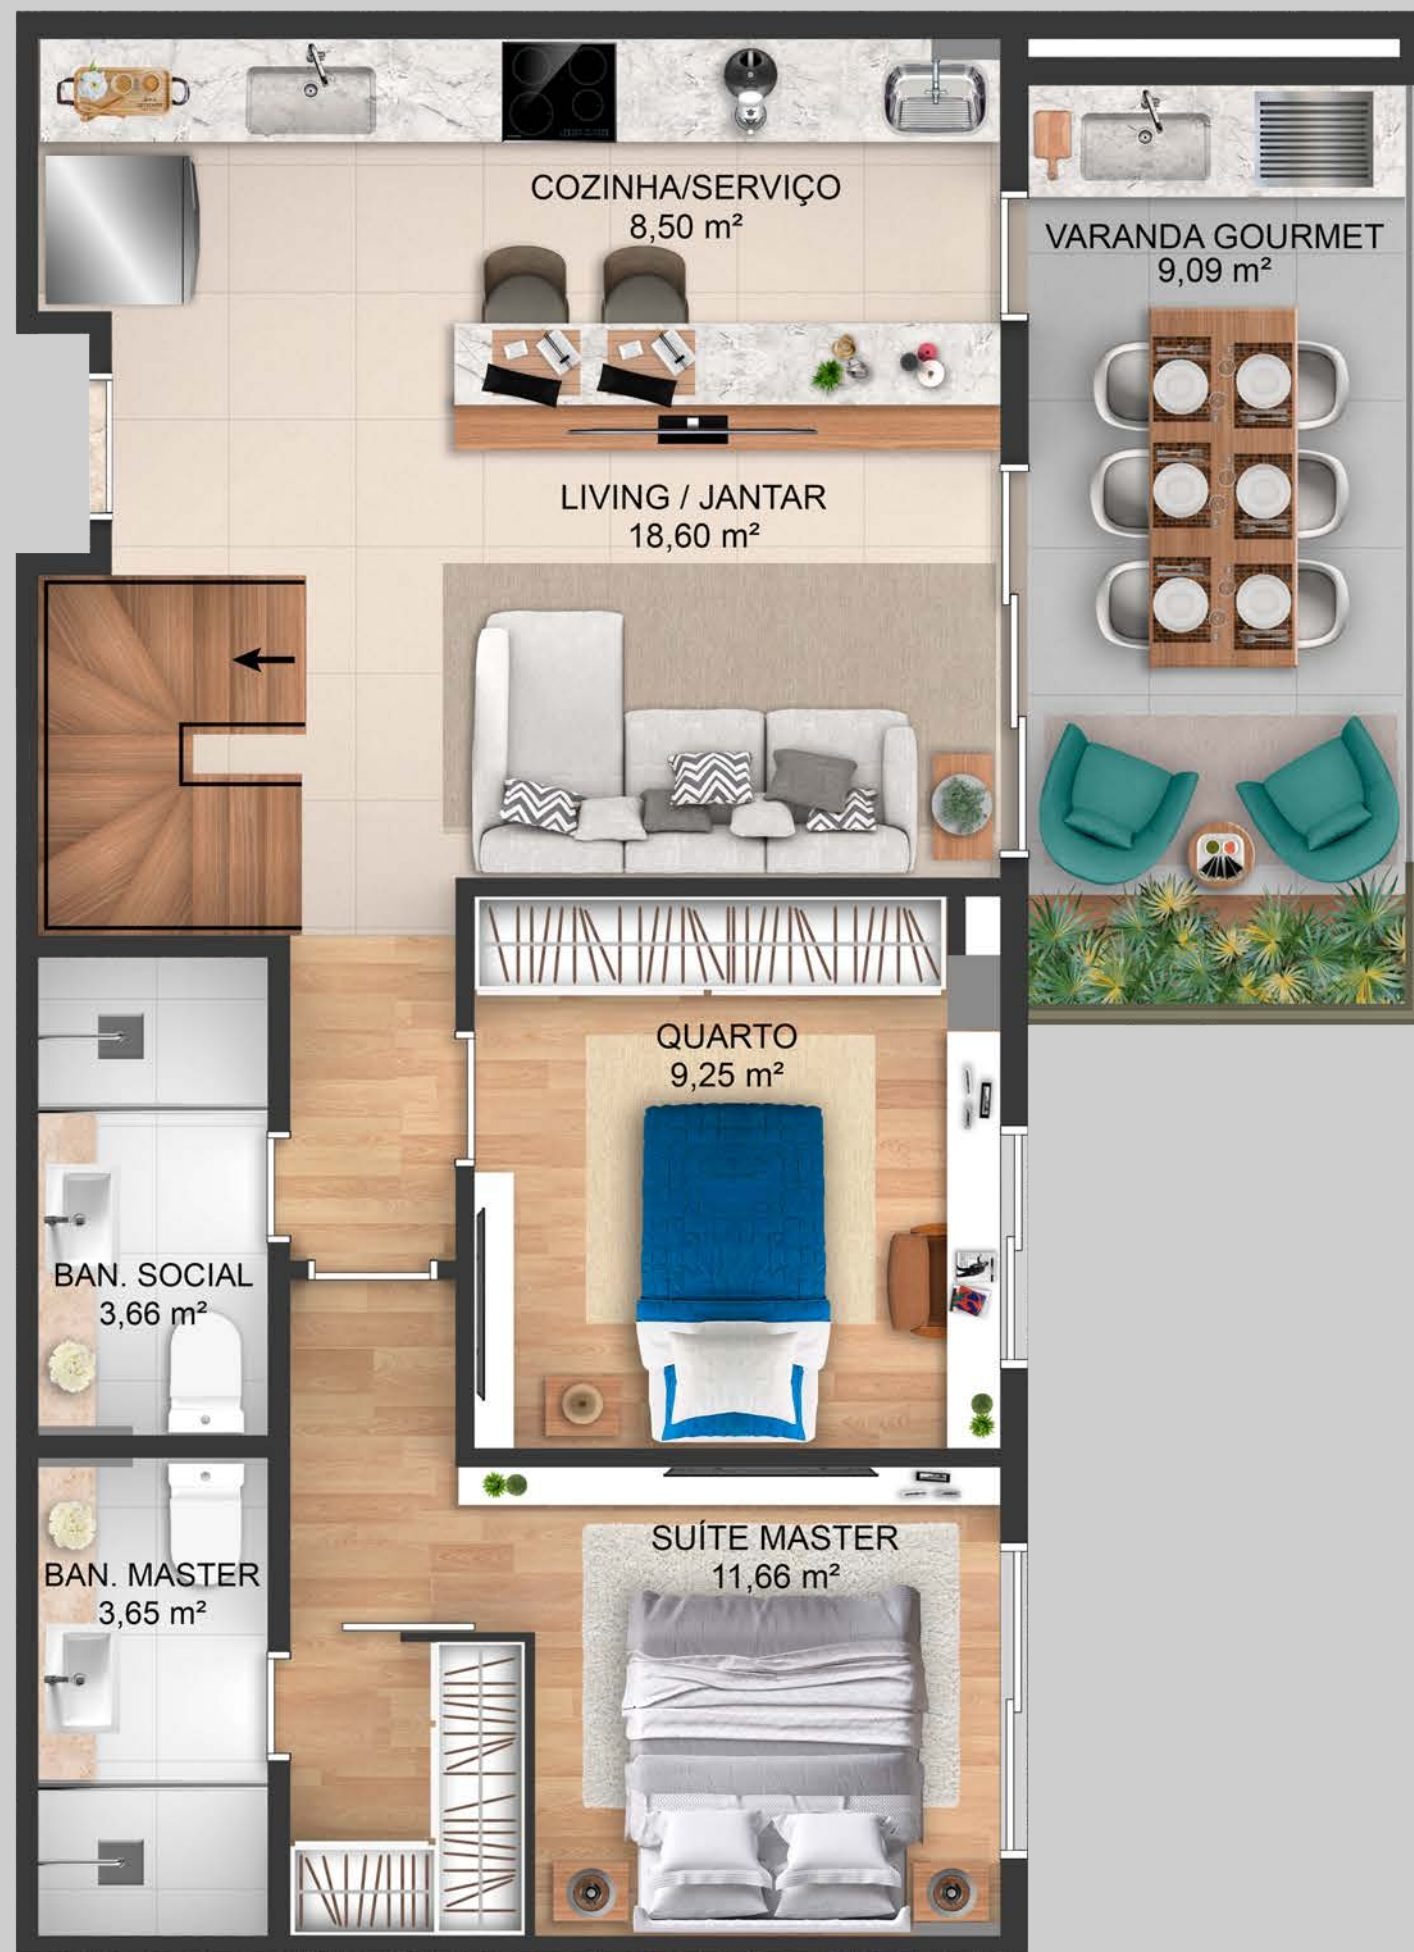 COZINHA/SERVIÇO
8,50 m²
VARANDA GOURMET
9,09 m²
LIVING / JANTAR
18,60 m²
QUARTO
9,25 m²
BAN. SOCIAL
3,66 m²
SUÍTE MASTER
11,66 m²
BAN. MASTER
3,65 m²